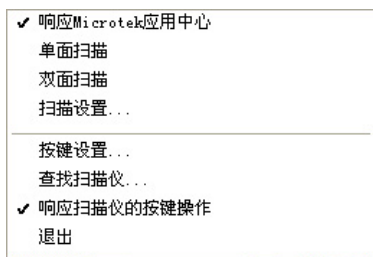 响应Microtek应用中心
单面扫描
双面扫描
扫描设置...
按键设置...
查找扫描仪...
响应扫描仪的按键操作
退出